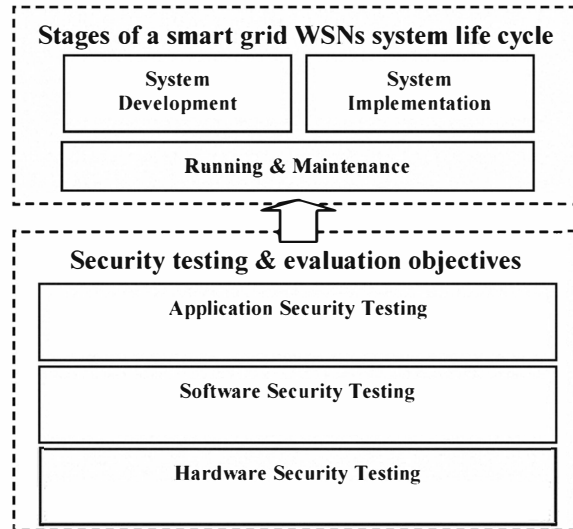 Stages of a smart grid WSNs system life cycle
System
Development
System
Implementation
Running & Maintenance
Security testing & evaluation objectives
Application Security Testing
Software Security Testing
Hardware Security Testing